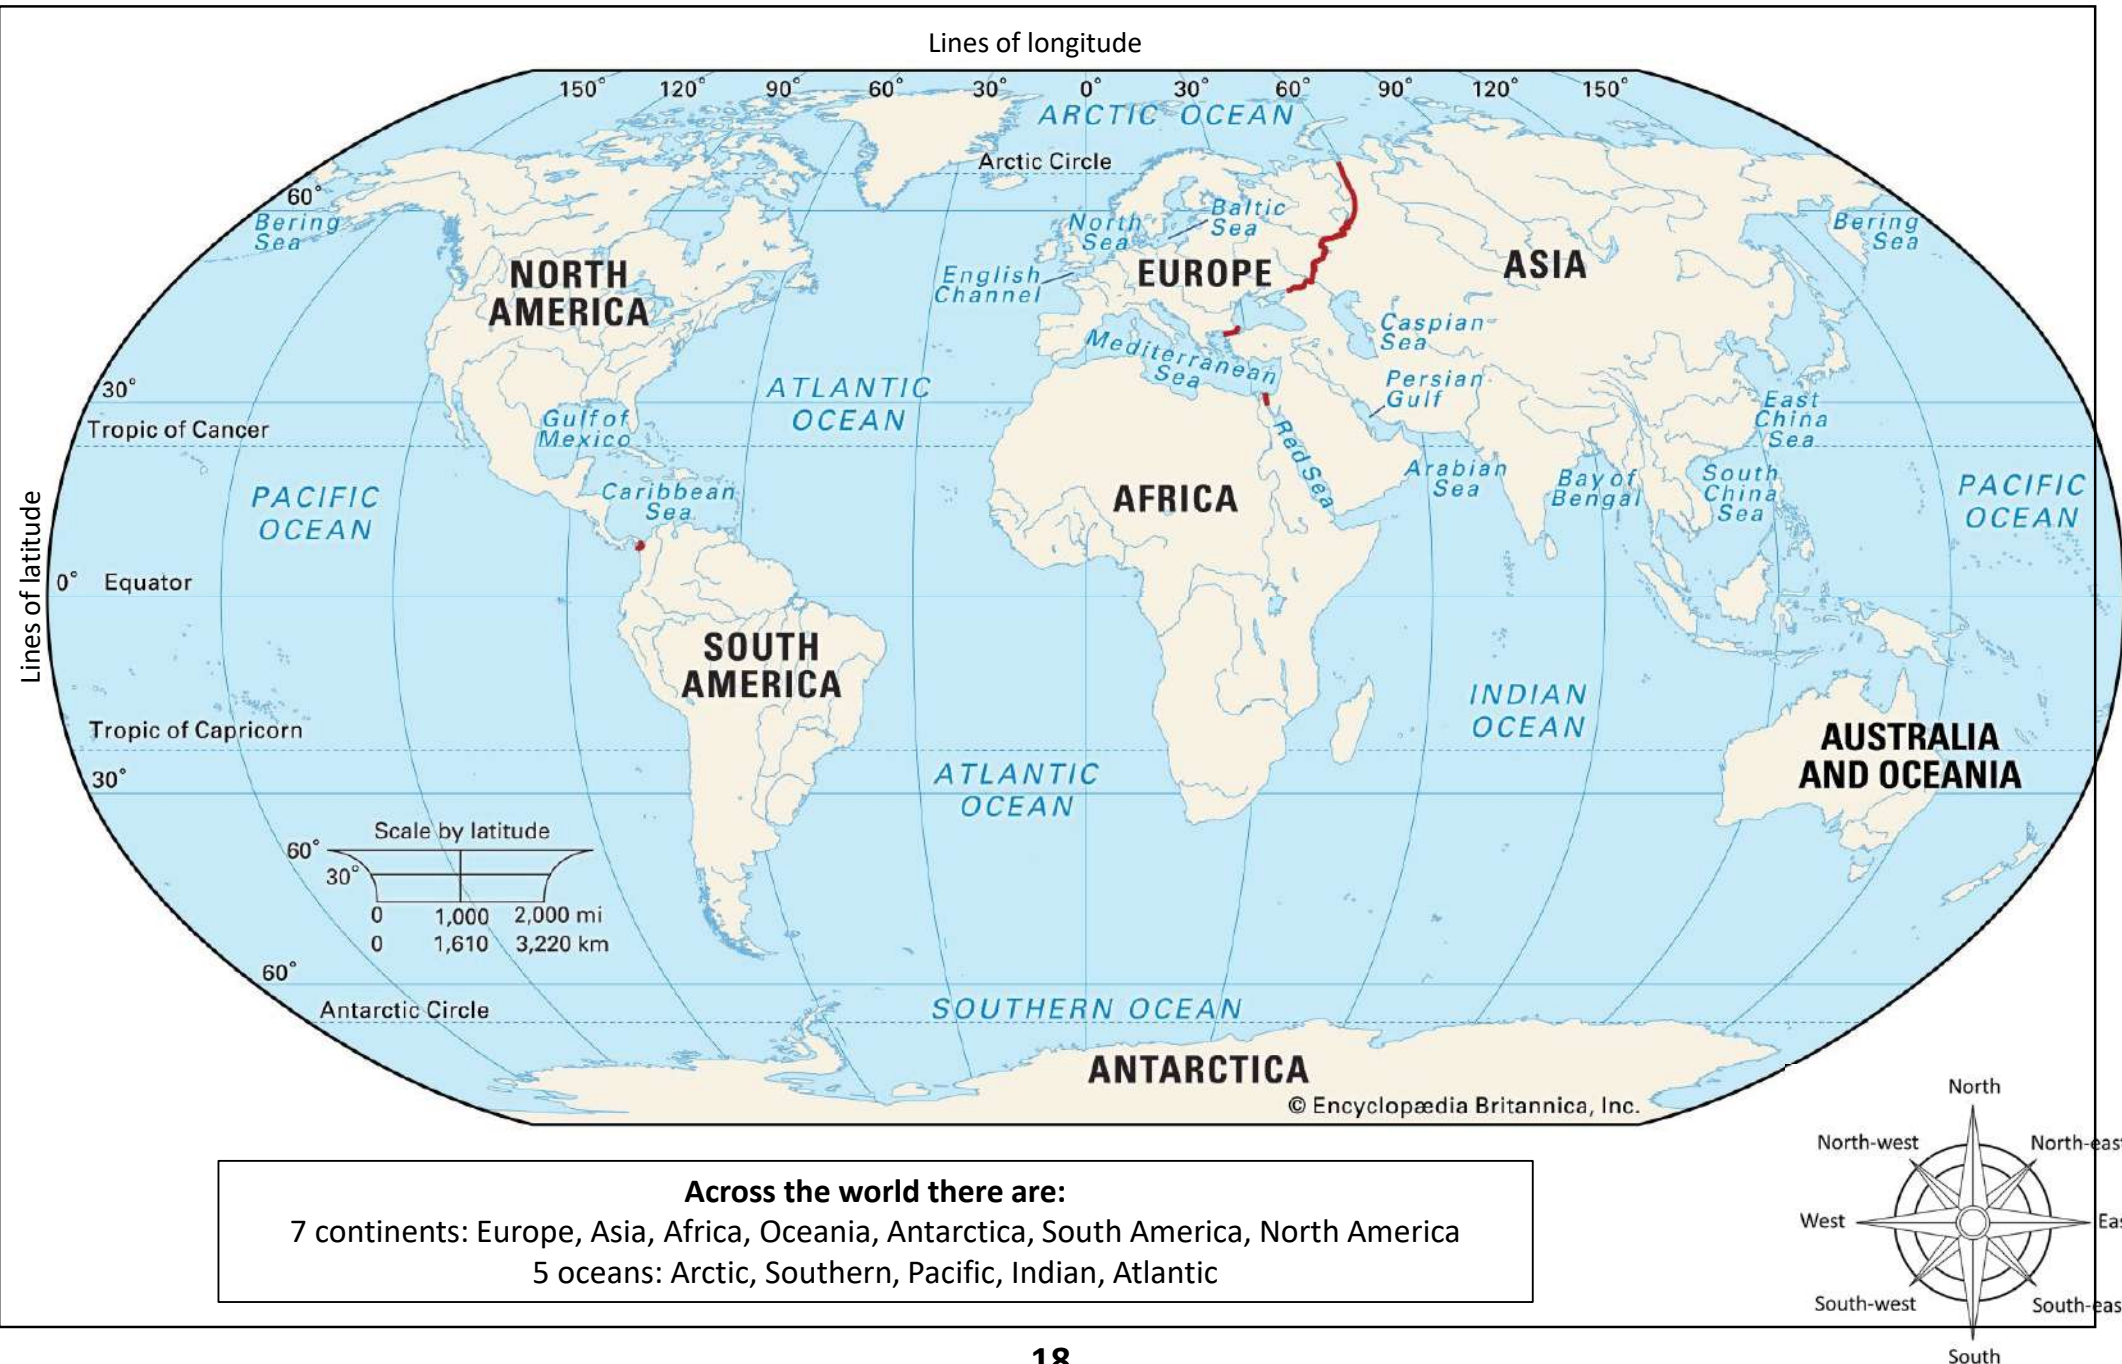 Lines of longitude
150° 120° 90° 60° 30° 0° 30° 60° 90° 120° 150°
ARCTIC OCEAN
Arctic Circle
60°
Bering
Sea
North
Sea
Baltic
Sea
Bering
Sea
NORTH
AMERICA
English
Channel
EUROPE
ASIA
Caspian
Sea
Mediterranean
Sea
Persian
Gulf
30°
ATLANTIC
OCEAN
Gulf of
Mexico
East
China
Sea
Tropic of Cancer
Red Sea
Arabian
Sea
Bay of
Bengal
South
China
Sea
PACIFIC
OCEAN
Caribbean
Sea
AFRICA
PACIFIC
OCEAN
Lines of latitude
0° Equator
SOUTH
AMERICA
INDIAN
OCEAN
Tropic of Capricorn
AUSTRALIA
AND OCEANIA
30°
ATLANTIC
OCEAN
Scale by latitude
60°
30°
0 1,000 2,000 mi
0 1,610 3,220 km
60°
Antarctic Circle
SOUTHERN OCEAN
ANTARCTICA
© Encyclopædia Britannica, Inc.
North
North-west North-eas
West Eas
South-west South-eas
South
Across the world there are:
7 continents: Europe, Asia, Africa, Oceania, Antarctica, South America, North America
5 oceans: Arctic, Southern, Pacific, Indian, Atlantic
18